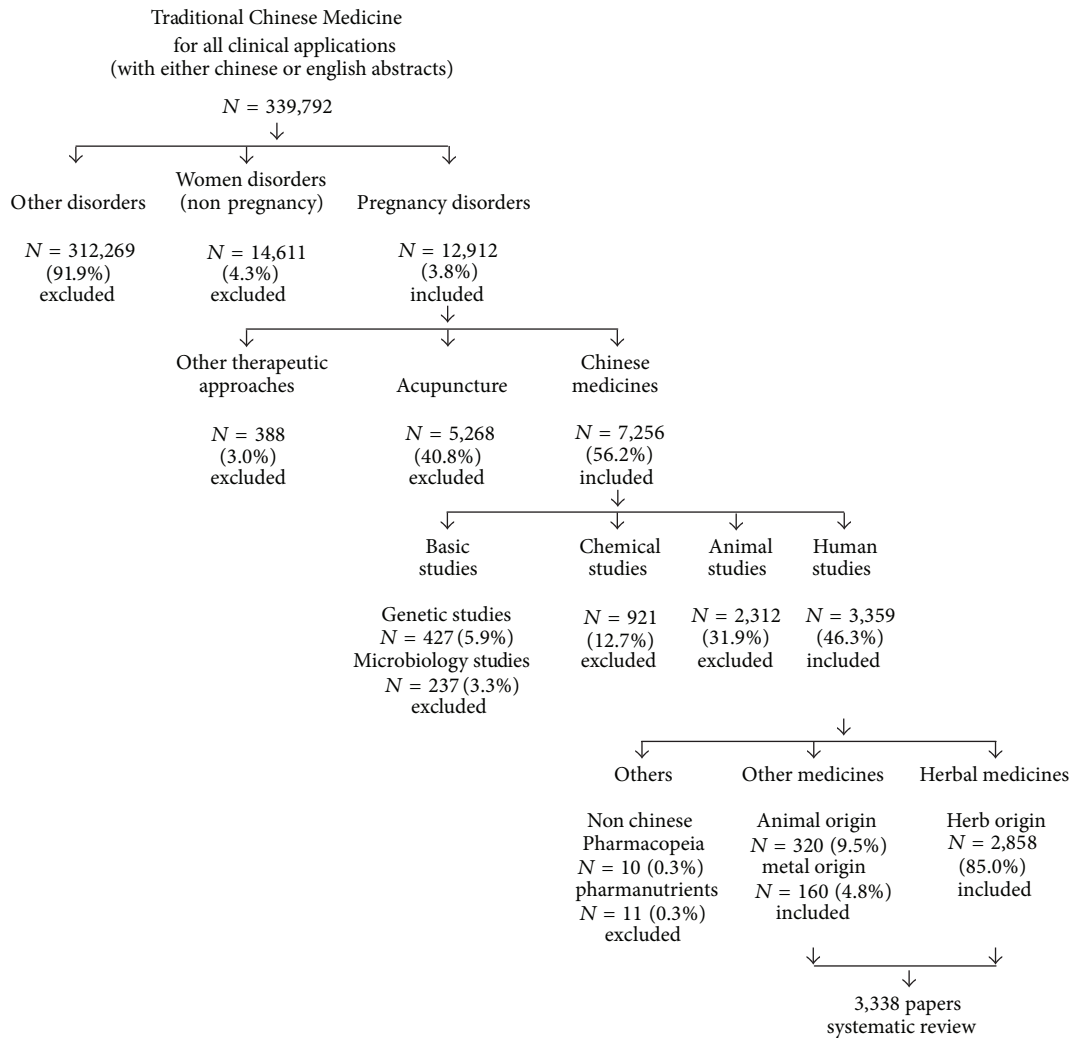 Traditional Chinese Medicine
for all clinical applications
(with either chinese or english abstracts)
N = 339,792
Other disorders
N = 312,269
(91.9%)
excluded
Women disorders
(non pregnancy)
N = 14,611
(4.3%)
excluded
Pregnancy disorders
N = 12,912
(3.8%)
included
Other therapeutic
approaches
N = 388
(3.0%)
excluded
Acupuncture
N = 5,268
(40.8%)
excluded
Chinese
medicines
N = 7,256
(56.2%)
included
Basic
studies
Genetic studies
N = 427 (5.9%)
Microbiology studies
N = 237 (3.3%)
excluded
Chemical
studies
N = 921
(12.7%)
excluded
Animal
studies
N = 2,312
(31.9%)
excluded
Human
studies
N = 3,359
(46.3%)
included
Others
Non chinese
Pharmacopeia
N = 10 (0.3%)
pharmanutrients
N = 11 (0.3%)
excluded
Other medicines
Animal origin
N = 320 (9.5%)
metal origin
N = 160 (4.8%)
included
Herbal medicines
Herb origin
N = 2,858
(85.0%)
included
3,338 papers
systematic review